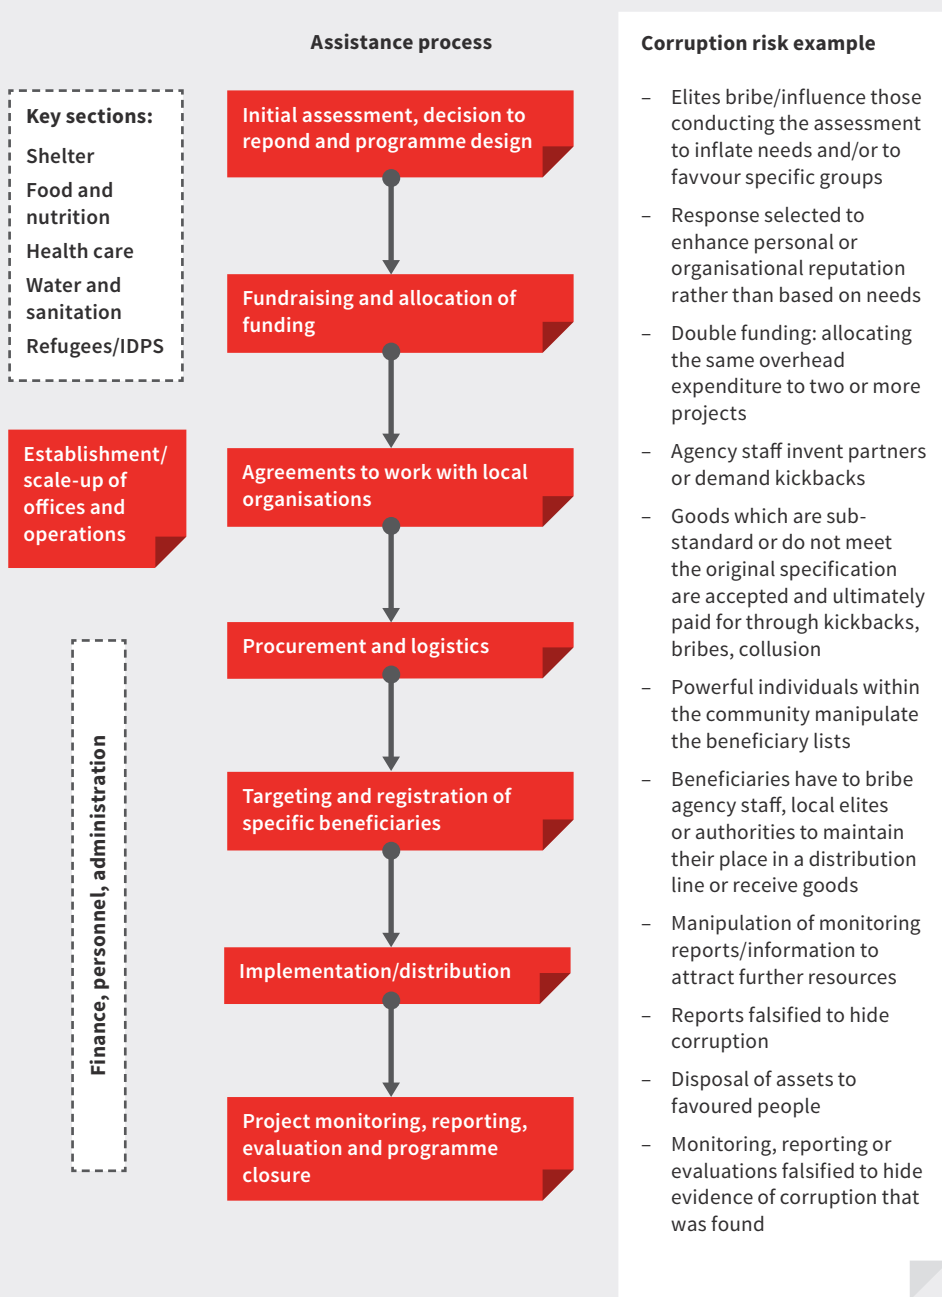 Assistance process
Key sections:
Shelter
Food and
nutrition
Health care
Water and
sanitation
Refugees/IDPS
Establishment/
scale-up of
offices and
operations
Finance, personnel, administration
Initial assessment, decision to
repond and programme design
Fundraising and allocation of
funding
Agreements to work with local
organisations
Procurement and logistics
Targeting and registration of
specific beneficiaries
Implementation/distribution
Project monitoring, reporting,
evaluation and programme
closure
Corruption risk example
– Elites bribe/influence those
conducting the assessment
to inflate needs and/or to
favvour specific groups
– Response selected to
enhance personal or
organisational reputation
rather than based on needs
– Double funding: allocating
the same overhead
expenditure to two or more
projects
– Agency staff invent partners
or demand kickbacks
– Goods which are sub-
standard or do not meet
the original specification
are accepted and ultimately
paid for through kickbacks,
bribes, collusion
– Powerful individuals within
the community manipulate
the beneficiary lists
– Beneficiaries have to bribe
agency staff, local elites
or authorities to maintain
their place in a distribution
line or receive goods
– Manipulation of monitoring
reports/information to
attract further resources
– Reports falsified to hide
corruption
– Disposal of assets to
favoured people
– Monitoring, reporting or
evaluations falsified to hide
evidence of corruption that
was found